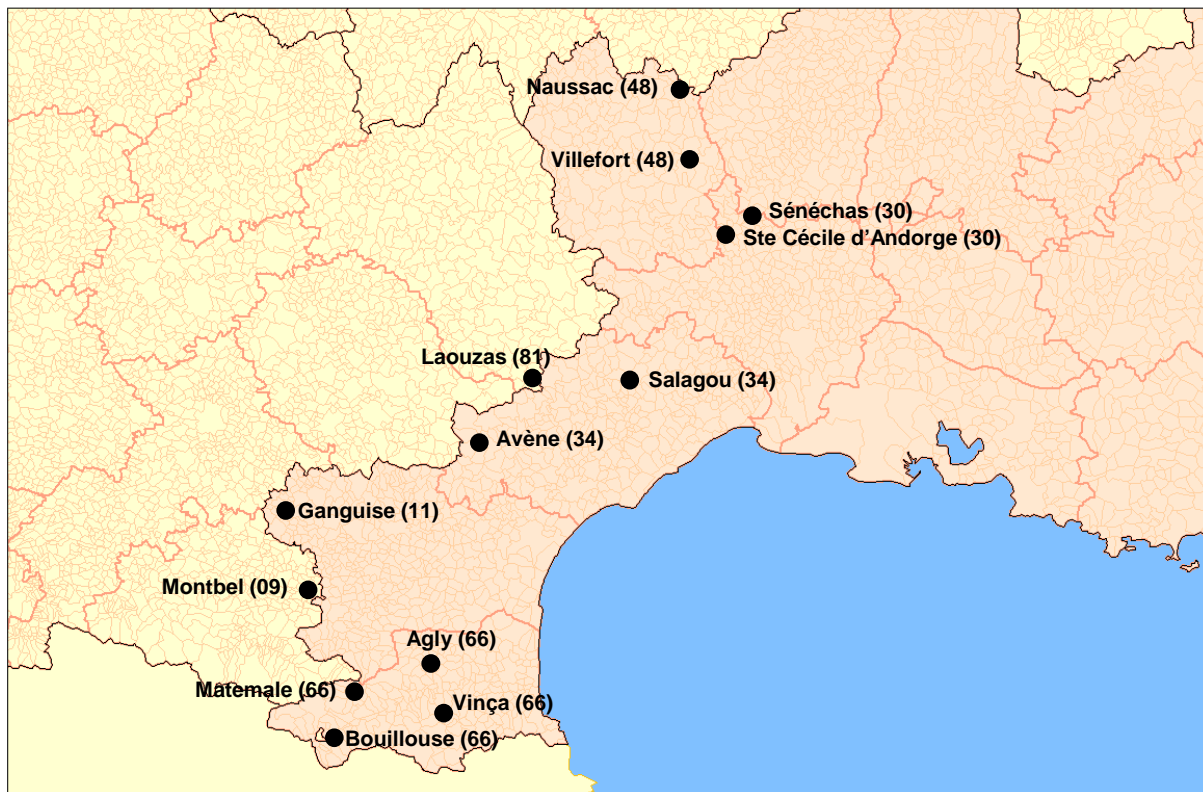 Naussac (48)
Villefort (48)
Sénéchas (30)
Ste Cécile d'Andorge (30)
Laouzas (81)
Salagou (34)
Avène (34)
Ganguise (11)
Montbel (09)
Agly (66)
Matemale (66)
Vinça (66)
Bouillouse (66)